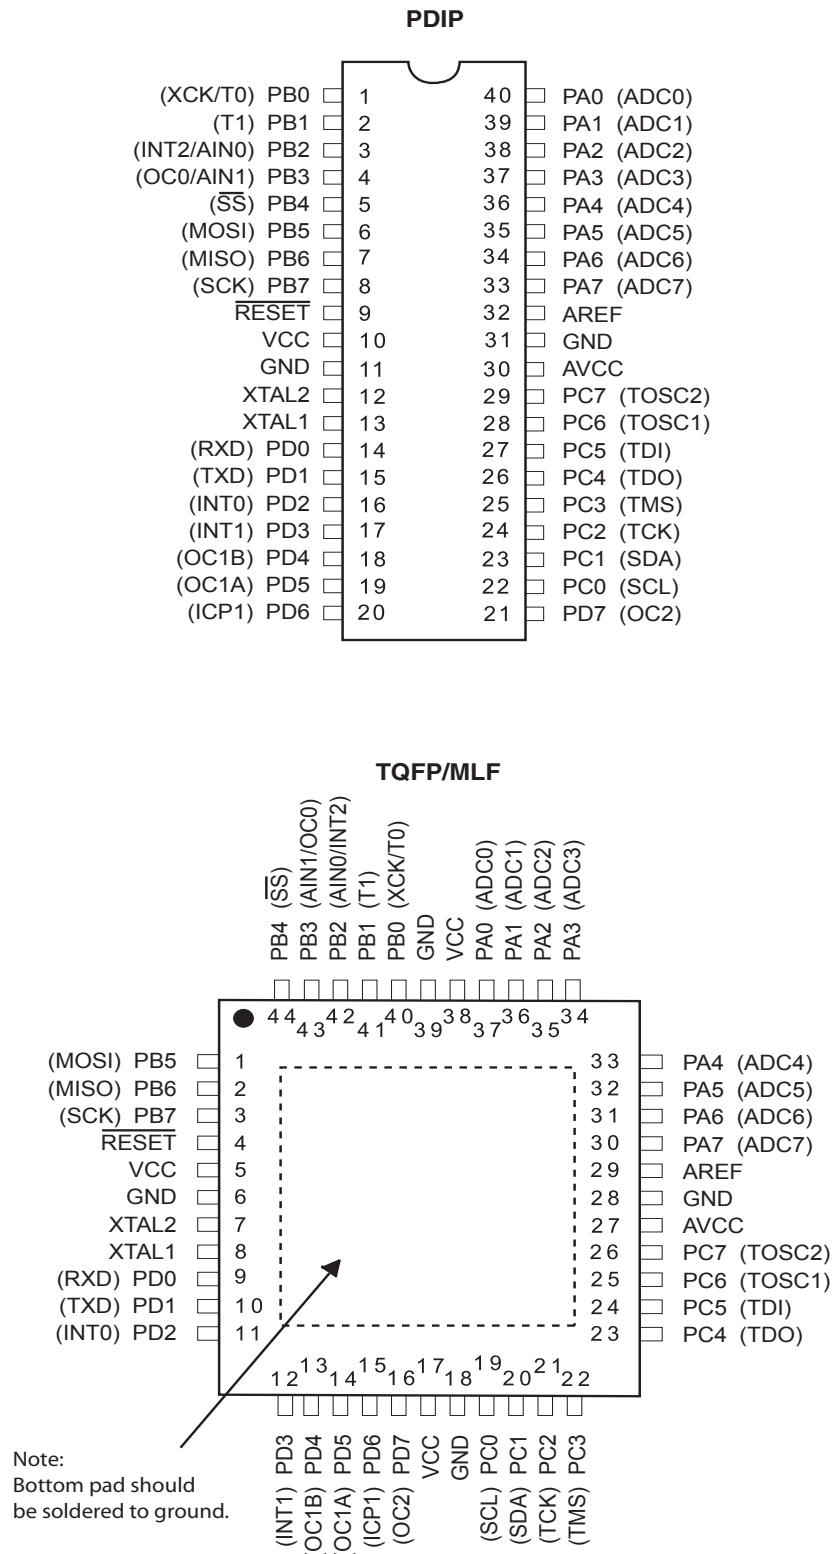 PDIP
(XCK/T0) PB0 1 40 PA0 (ADC0)
(T1) PB1 2 39 PA1 (ADC1)
(INT2/AIN0) PB2 3 38 PA2 (ADC2)
(OC0/AIN1) PB3 4 37 PA3 (ADC3)
(SS) PB4 5 36 PA4 (ADC4)
(MOSI) PB5 6 35 PA5 (ADC5)
(MISO) PB6 7 34 PA6 (ADC6)
(SCK) PB7 8 33 PA7 (ADC7)
RESET 9 32 AREF
VCC 10 31 GND
GND 11 30 AVCC
XTAL2 12 29 PC7 (TOSC2)
XTAL1 13 28 PC6 (TOSC1)
(RXD) PD0 14 27 PC5 (TDI)
(TXD) PD1 15 26 PC4 (TDO)
(INT0) PD2 16 25 PC3 (TMS)
(INT1) PD3 17 24 PC2 (TCK)
(OC1B) PD4 18 23 PC1 (SDA)
(OC1A) PD5 19 22 PC0 (SCL)
(ICP1) PD6 20 21 PD7 (OC2)
TQFP/MLF
PB4 (SS)
PB3 (AIN1/OC0)
PB2 (AIN0/INT2)
PB1 (T1)
PB0 (XCK/T0)
GND
VCC
PA0 (ADC0)
PA1 (ADC1)
PA2 (ADC2)
PA3 (ADC3)
44 43 42 41 40 39 38 37 36 35 34
(MOSI) PB5 1 33 PA4 (ADC4)
(MISO) PB6 2 32 PA5 (ADC5)
(SCK) PB7 3 31 PA6 (ADC6)
RESET 4 30 PA7 (ADC7)
VCC 5 29 AREF
GND 6 28 GND
XTAL2 7 27 AVCC
XTAL1 8 26 PC7 (TOSC2)
(RXD) PD0 9 25 PC6 (TOSC1)
(TXD) PD1 10 24 PC5 (TDI)
(INT0) PD2 11 23 PC4 (TDO)
12 13 14 15 16 17 18 19 20 21 22
(INT1) PD3
OC1B) PD4
OC1A) PD5
(ICP1) PD6
(OC2) PD7
VCC
GND
(SCL) PC0
(SDA) PC1
(TCK) PC2
(TMS) PC3
Note:
Bottom pad should
be soldered to ground.